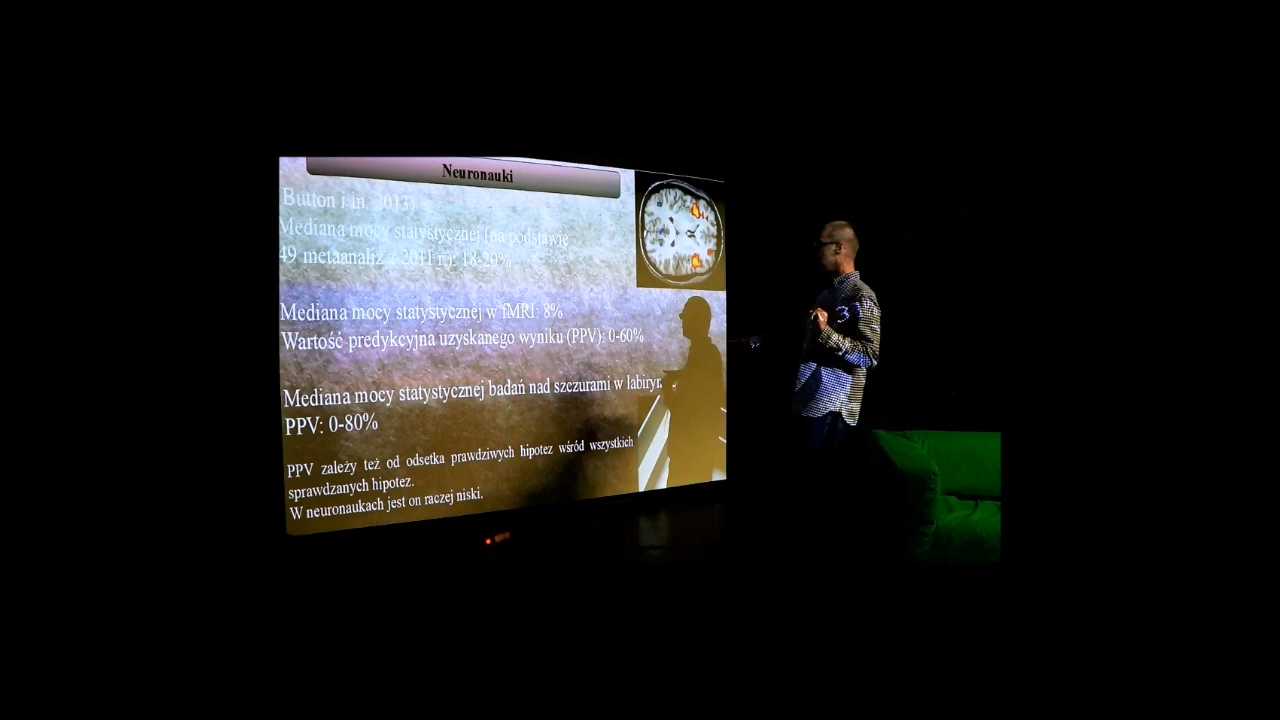 Neuronauki
Button i in. 2013)
Mediana mocy statystycznej (na podstawie
49 metaanaliz z 2011 r.): 18-20%
Mediana mocy statystycznej w fMRI: 8%
Wartość predykcyjna uzyskanego wyniku (PPV): 0-60%
Mediana mocy statystycznej badań nad szczurami w
PPV: 0-80%
PPV zależy też od odsetka prawdziwych hipotez wśród wszystkich
sprawdzanych hipotez.
W neuronaukach jest on raczej niski.